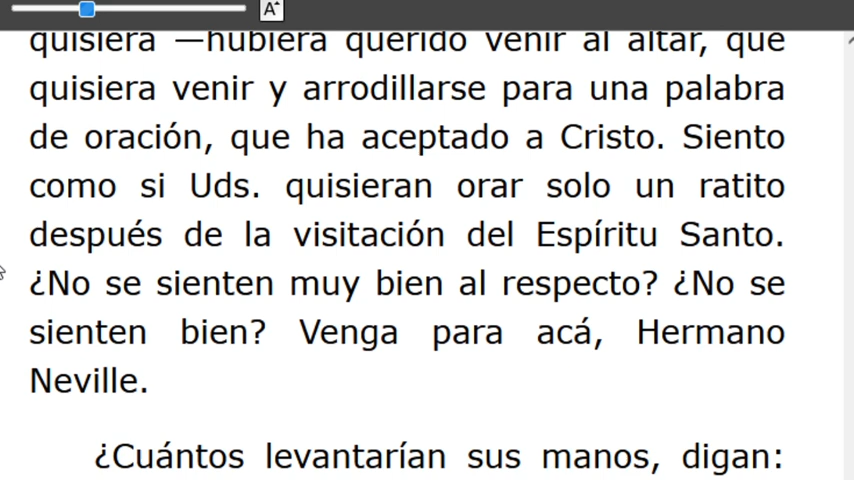 A
quisiera —hubiera querido venir al altar, que
quisiera venir y arrodillarse para una palabra
de oración, que ha aceptado a Cristo. Siento
como si Uds. quisieran orar solo un ratito
después de la visitación del Espíritu Santo.
¿No se sienten muy bien al respecto? ¿No se
sienten bien? Venga para acá, Hermano
Neville.
¿Cuántos levantarían sus manos, digan: